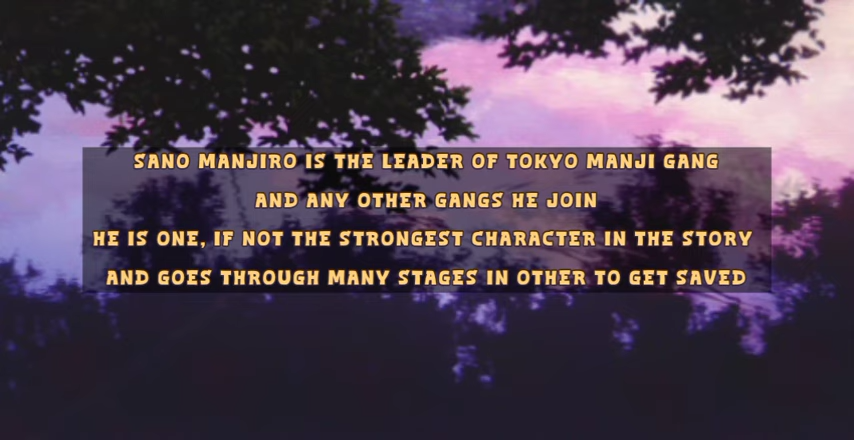 SANO MANJIRO IS THE LEADER OF TOKYO MANJI GANG
AND ANY OTHER GANGS HE JOIN
HE IS ONE, IF NOT THE STRONGEST CHARACTER IN THE STORY
AND GOES THROUGH MANY STAGES IN OTHER TO GET SAVED